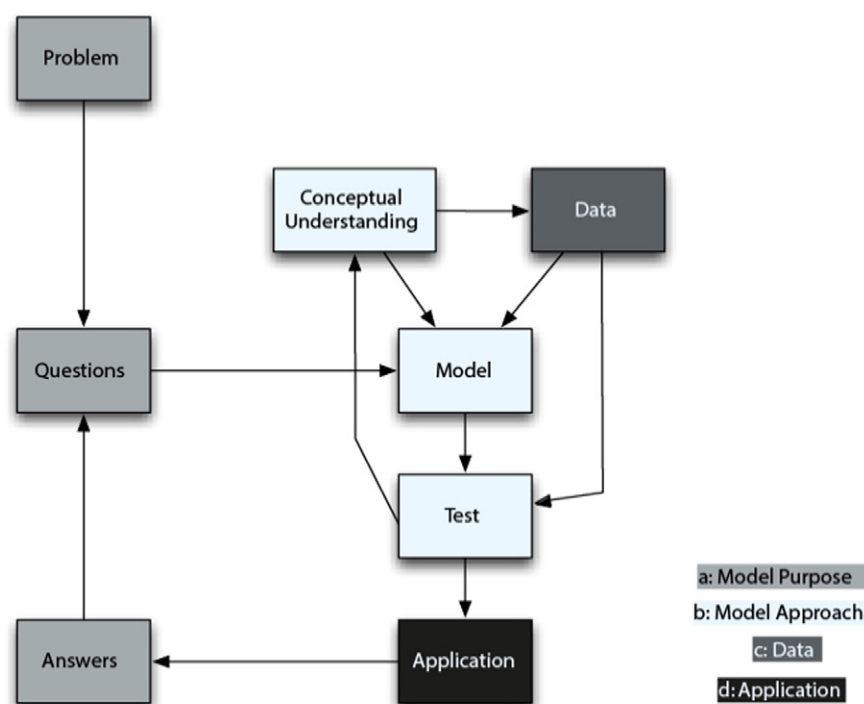 Problem
Conceptual
Understanding
Data
Questions
Model
Test
Answers
Application
a: Model Purpose
b: Model Approach
c: Data
d:Application